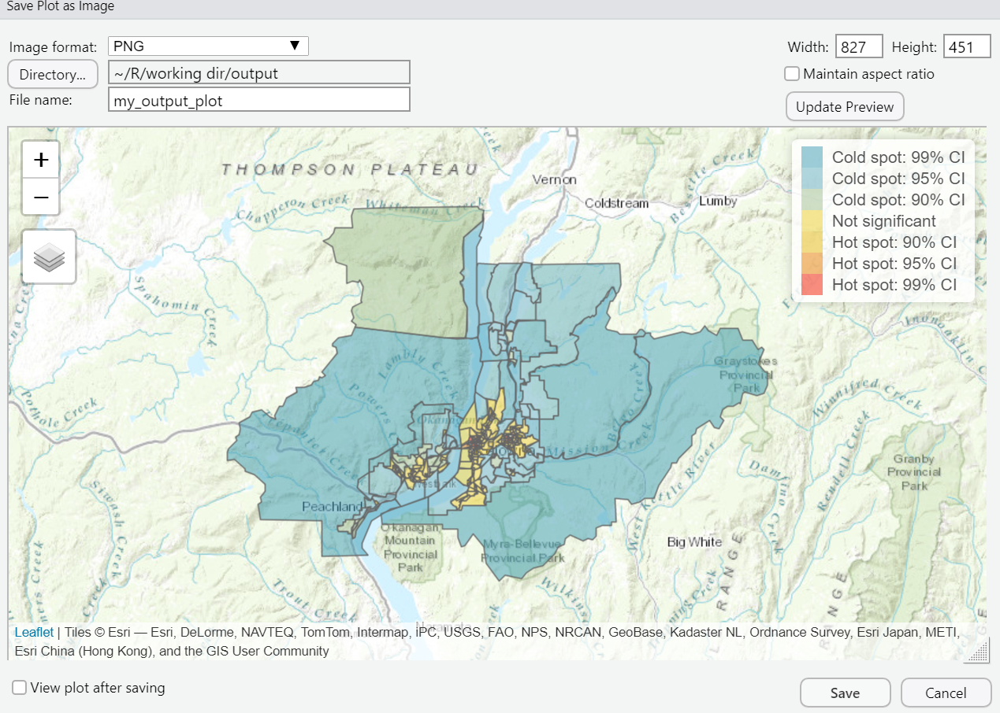 Save Plot as Image
Image format: PNG ▼ Width: 827 Height: 451
Directory... ~/R/working dir/output Maintain aspect ratio
File name: my_output_plot Update Preview
+
−
THOMPSON PLATEAU
Vernon
Coldstream
Lumby
Bessette Creek
Chapperon Creek
Whiteman Creek
Cold spot: 99% CI
Cold spot: 95% CI
Cold spot: 90% CI
Not significant
Hot spot: 90% CI
Hot spot: 95% CI
Hot spot: 99% CI
Spahomin Creek
Inonoaklin C
Lambly Creek
Powers C
Graystokes
Provincial
Park
Pothole Creek
Winnifred Creek
Trepanier Creek
Okanagan
Mission Creek
Belgo Creek
Rendell Creek
Granby
Provincial
Park
Damfino Creek
Siwash Creek
West Kettle River
Peachland
Okanagan
Mountain
Provincial
Park
Myra-Bellevue
Provincial Park
Big White
Trout Creek
Wilkins
RANGE
Naramata
Leaflet | Tiles © Esri — Esri, DeLorme, NAVTEQ, TomTom, Intermap, iPC, USGS, FAO, NPS, NRCAN, GeoBase, Kadaster NL, Ordnance Survey, Esri Japan, METI,
Esri China (Hong Kong), and the GIS User Community
View plot after saving Save Cancel